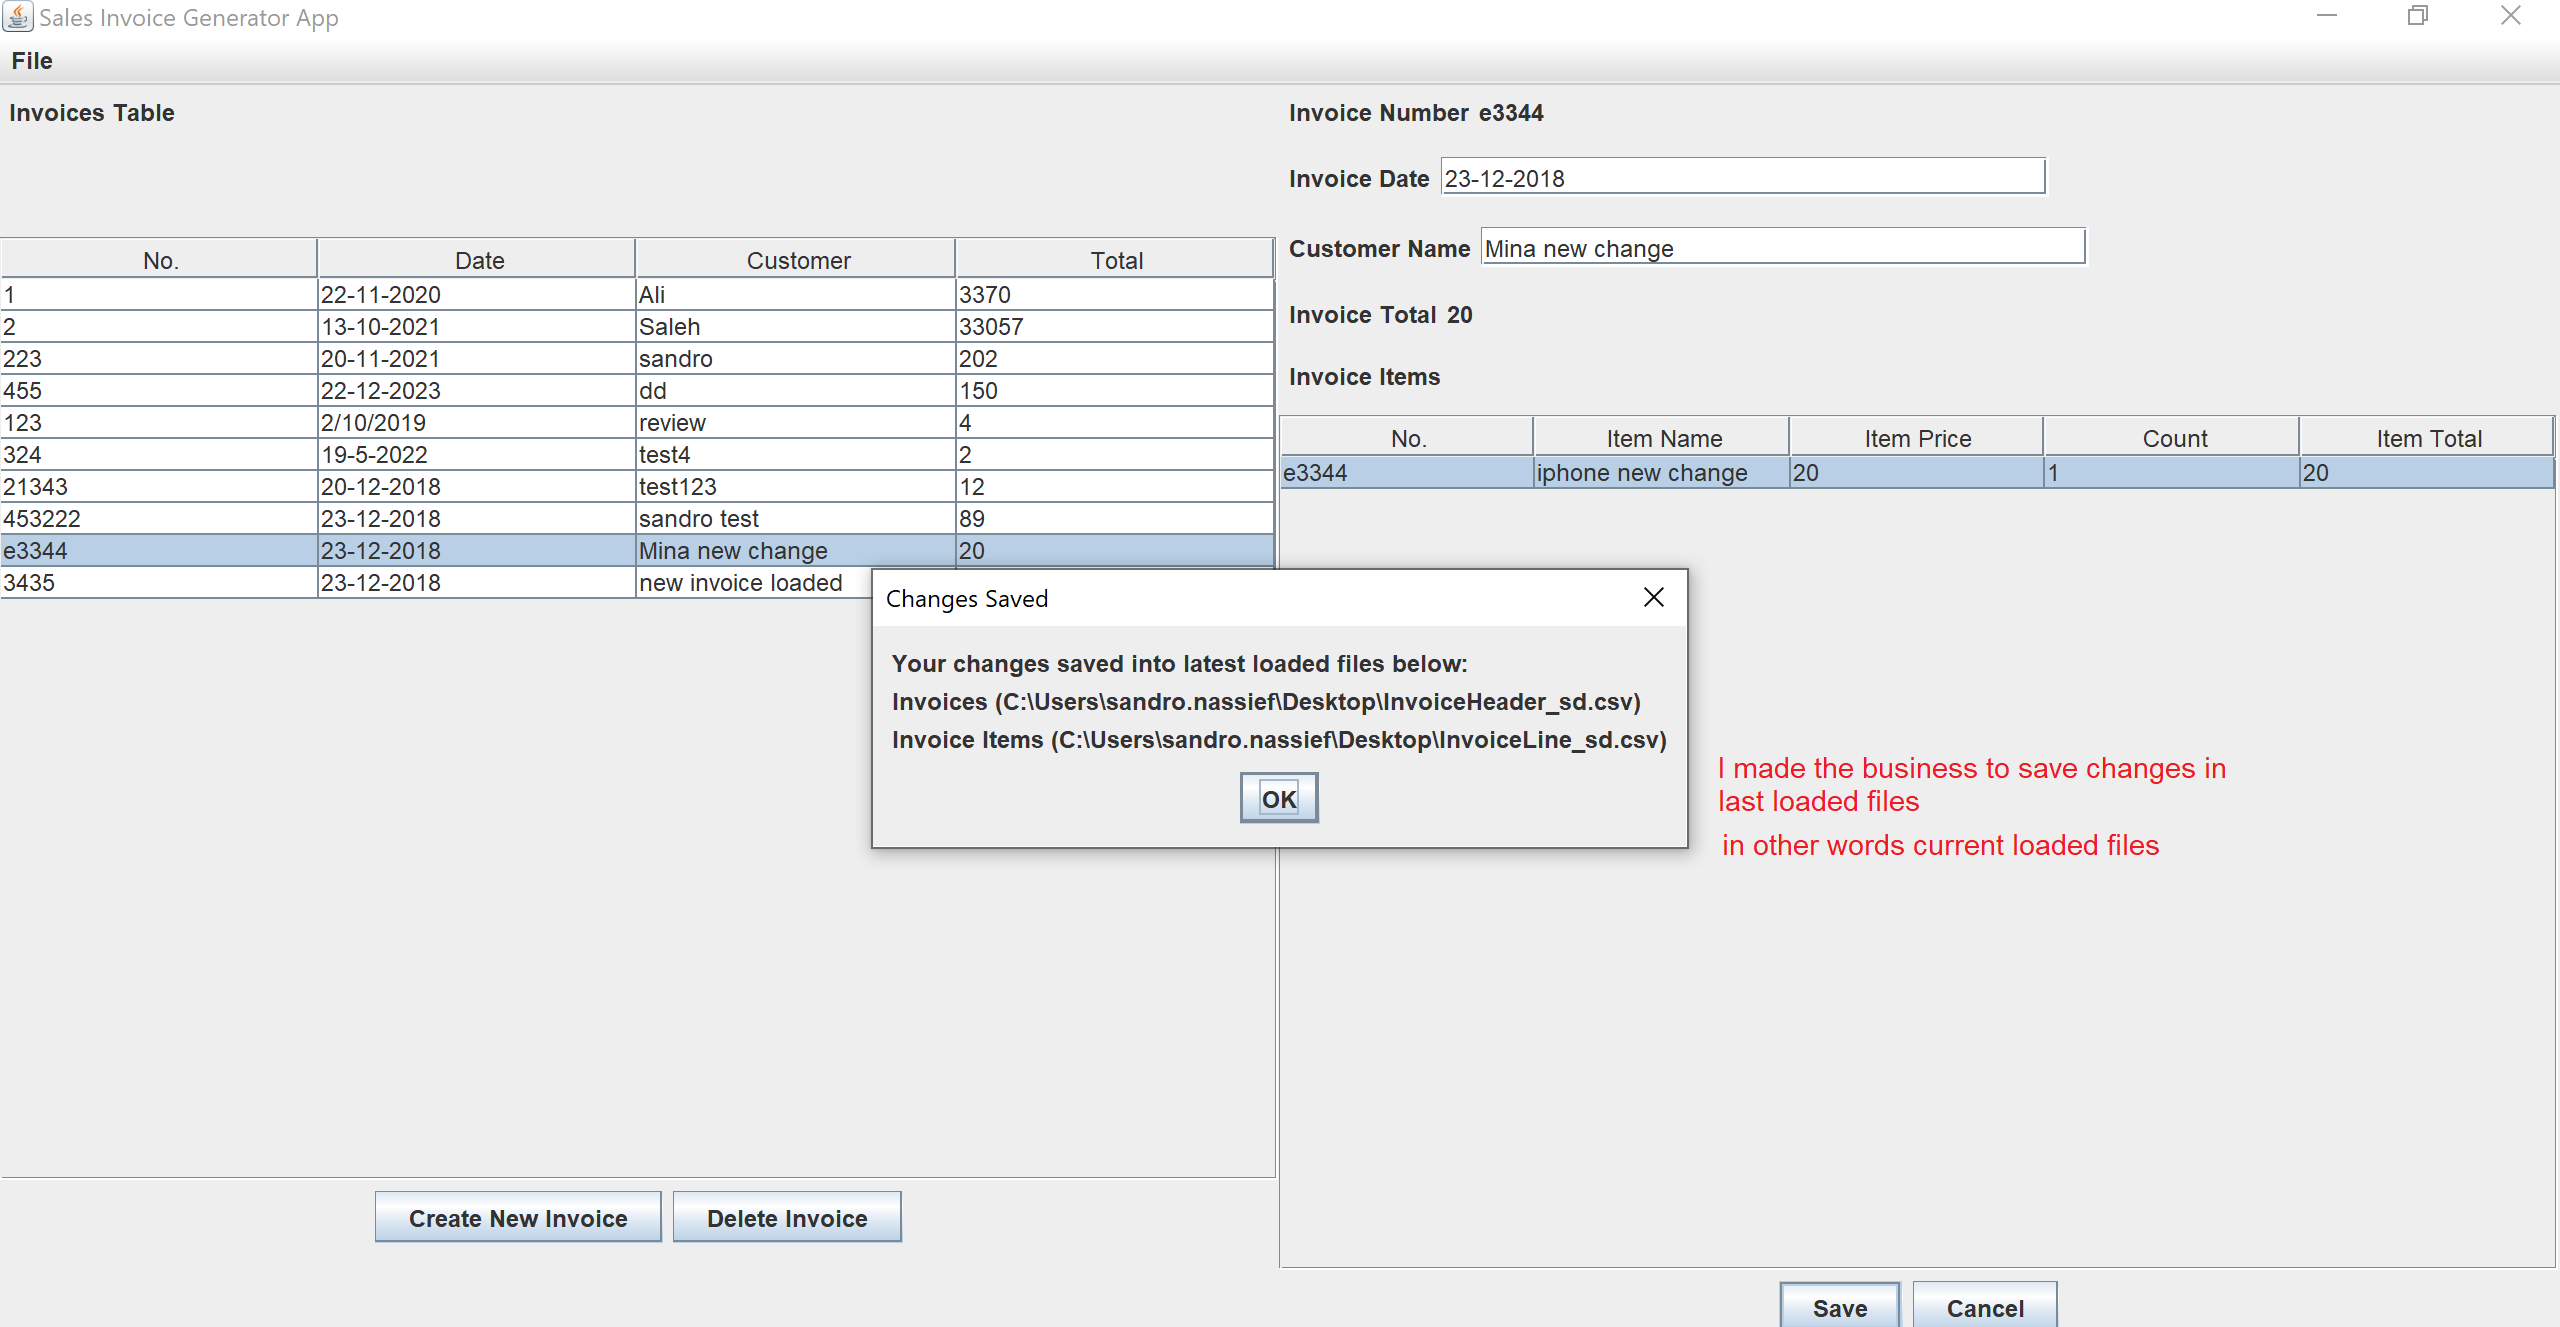 Sales Invoice Generator App
File
Invoices Table
No. Date Customer Total
1 22-11-2020 Ali 3370
2 13-10-2021 Saleh 33057
223 20-11-2021 sandro 202
455 22-12-2023 dd 150
123 2/10/2019 review 4
324 19-5-2022 test4 2
21343 20-12-2018 test123 12
453222 23-12-2018 sandro test 89
e3344 23-12-2018 Mina new change 20
3435 23-12-2018 new invoice loaded
Create New Invoice Delete Invoice
Invoice Number e3344
Invoice Date 23-12-2018
Customer Name Mina new change
Invoice Total 20
Invoice Items
No. Item Name Item Price Count Item Total
e3344 iphone new change 20 1 20
Changes Saved
Your changes saved into latest loaded files below:
Invoices (C:\Users\sandro.nassief\Desktop\InvoiceHeader_sd.csv)
Invoice Items (C:\Users\sandro.nassief\Desktop\InvoiceLine_sd.csv)
OK
I made the business to save changes in
last loaded files
in other words current loaded files
Save Cancel